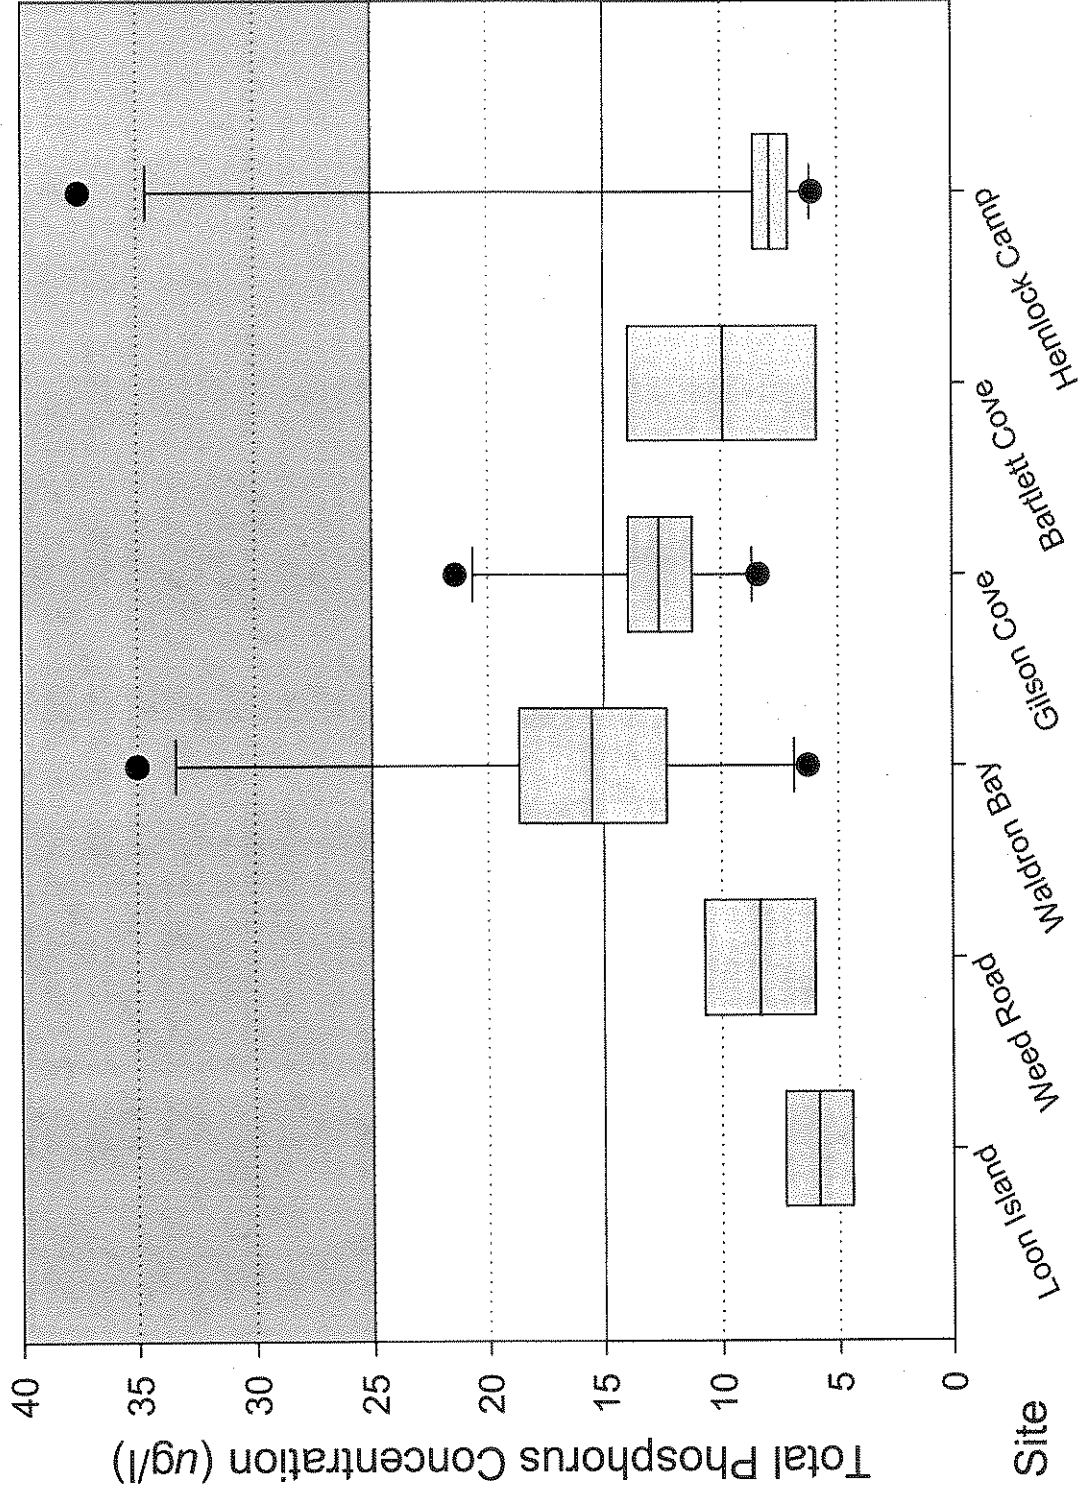 Total Phosphorus Concentration (ug/l)
40
35
30
25
20
15
10
5
0
Site
Loon Island
Weed Road
Waldron Bay
Gilson Cove
Bartlett Cove
Hemlock Camp